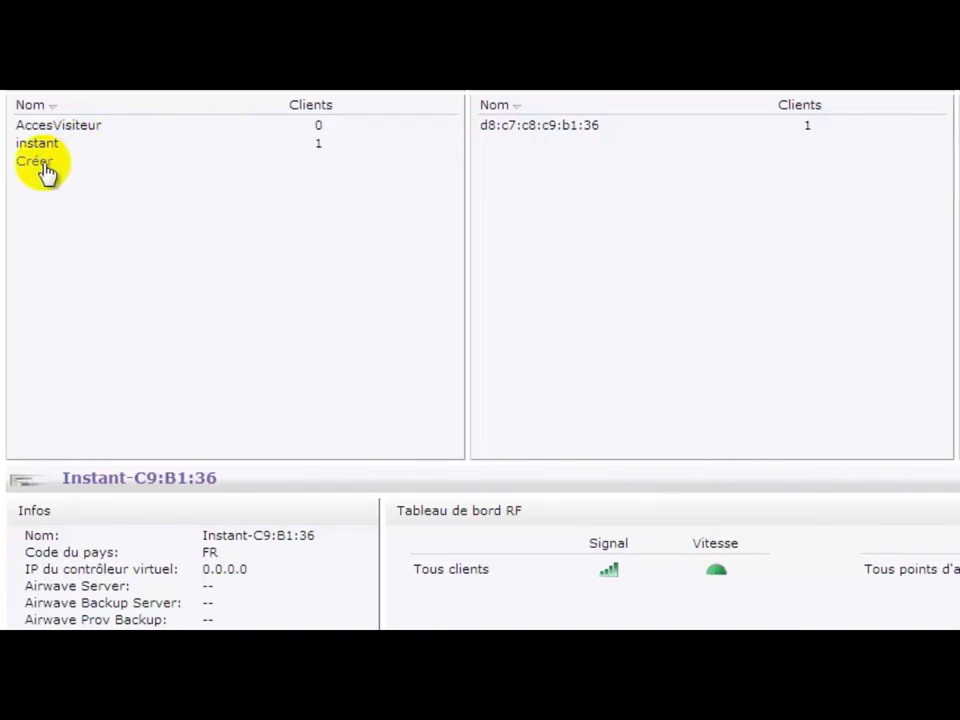 Nom Clients
AccesVisiteur 0
instant 1
Créer
Nom Clients
d8:c7:c8:c9:b1:36 1
Instant-C9:B1:36
Infos
Nom: Instant-C9:B1:36
Code du pays: FR
IP du contrôleur virtuel: 0.0.0.0
Airwave Server: --
Airwave Backup Server: --
Airwave Prov Backup: --
Tableau de bord RF
Signal Vitesse
Tous clients
Tous points d'a